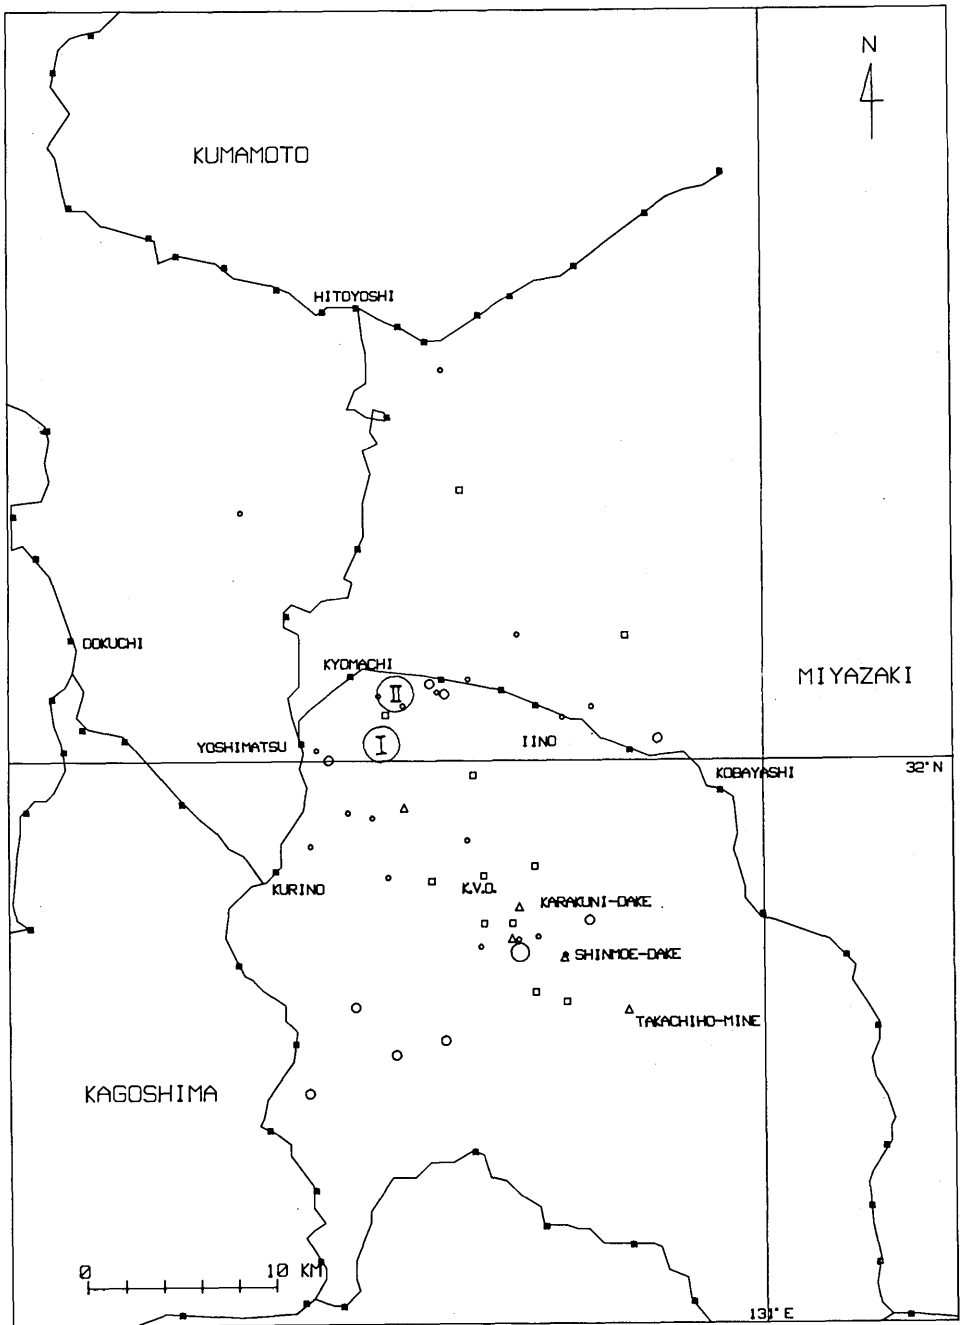 N
KUMAMOTO
HITOYOSHI
OOKUCHI
KYOMACHI
MIYAZAKI
II
YOSHIMATSU
I
IINO
32°N
KOBAYASHI
KURINO
K.V.O.
KARAKUNI-DAKE
SHINMOE-DAKE
TAKACHIHO-MINE
KAGOSHIMA
0 10 KM
131°E